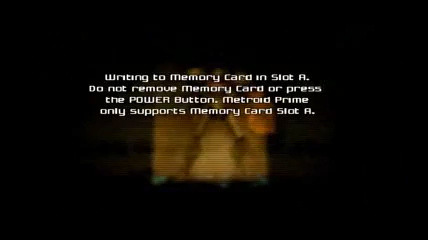 Writing to Memory Card in Slot A.
Do not remove Memory Card or press
the POWER Button. Metroid Prime
only supports Memory Card Slot A.